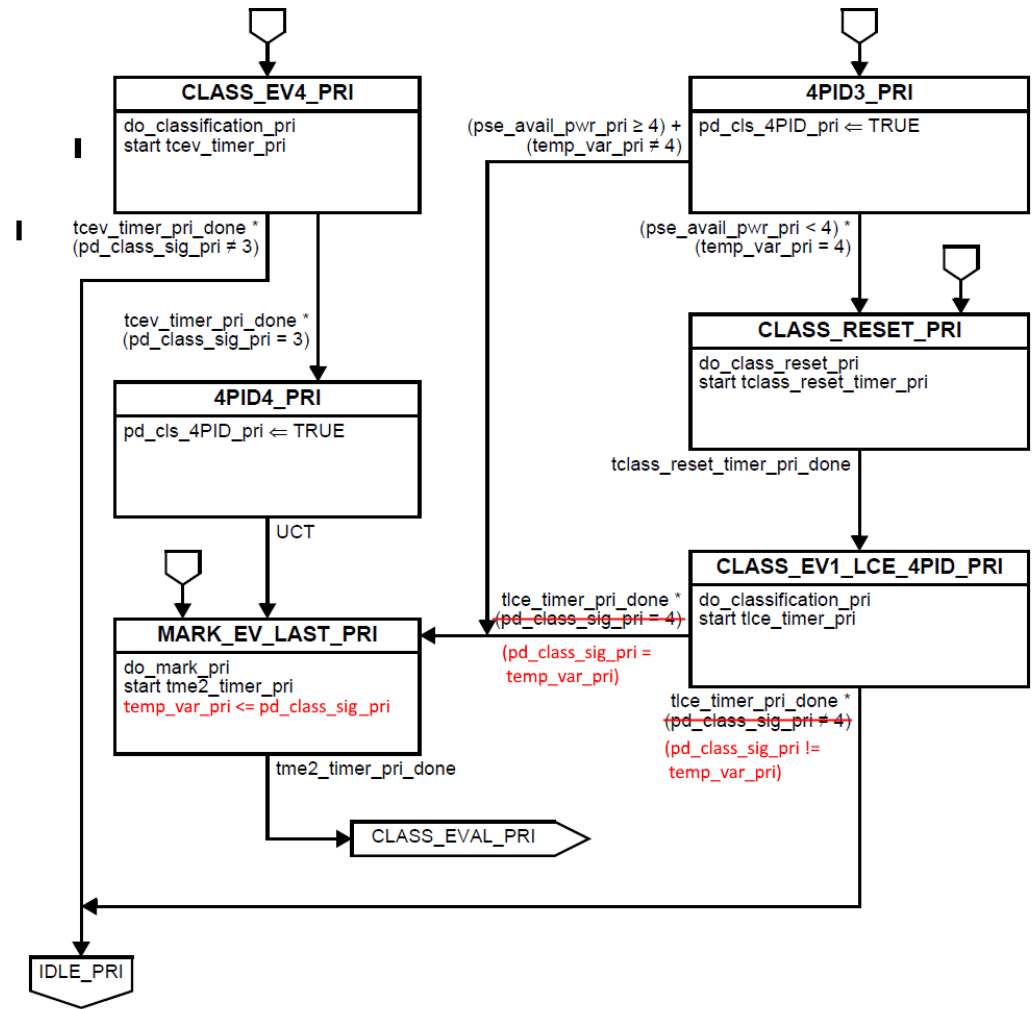 CLASS_EV4_PRI
do_classification_pri
start tcev_timer_pri
tcev_timer_pri_done *
(pd_class_sig_pri ≠ 3)
tcev_timer_pri_done *
(pd_class_sig_pri = 3)
4PID4_PRI
pd_cls_4PID_pri ⇐ TRUE
UCT
MARK_EV_LAST_PRI
do_mark_pri
start tme2_timer_pri
temp_var_pri <= pd_class_sig_pri
tme2_timer_pri_done
CLASS_EVAL_PRI
IDLE_PRI
4PID3_PRI
pd_cls_4PID_pri ⇐ TRUE
(pse_avail_pwr_pri ≥ 4) +
(temp_var_pri ≠ 4)
(pse_avail_pwr_pri < 4) *
(temp_var_pri = 4)
CLASS_RESET_PRI
do_class_reset_pri
start tclass_reset_timer_pri
tclass_reset_timer_pri_done
CLASS_EV1_LCE_4PID_PRI
do_classification_pri
start tlce_timer_pri
tlce_timer_pri_done *
(pd_class_sig_pri = 4)
(pd_class_sig_pri =
temp_var_pri)
tlce_timer_pri_done *
(pd_class_sig_pri ≠ 4)
(pd_class_sig_pri !=
temp_var_pri)